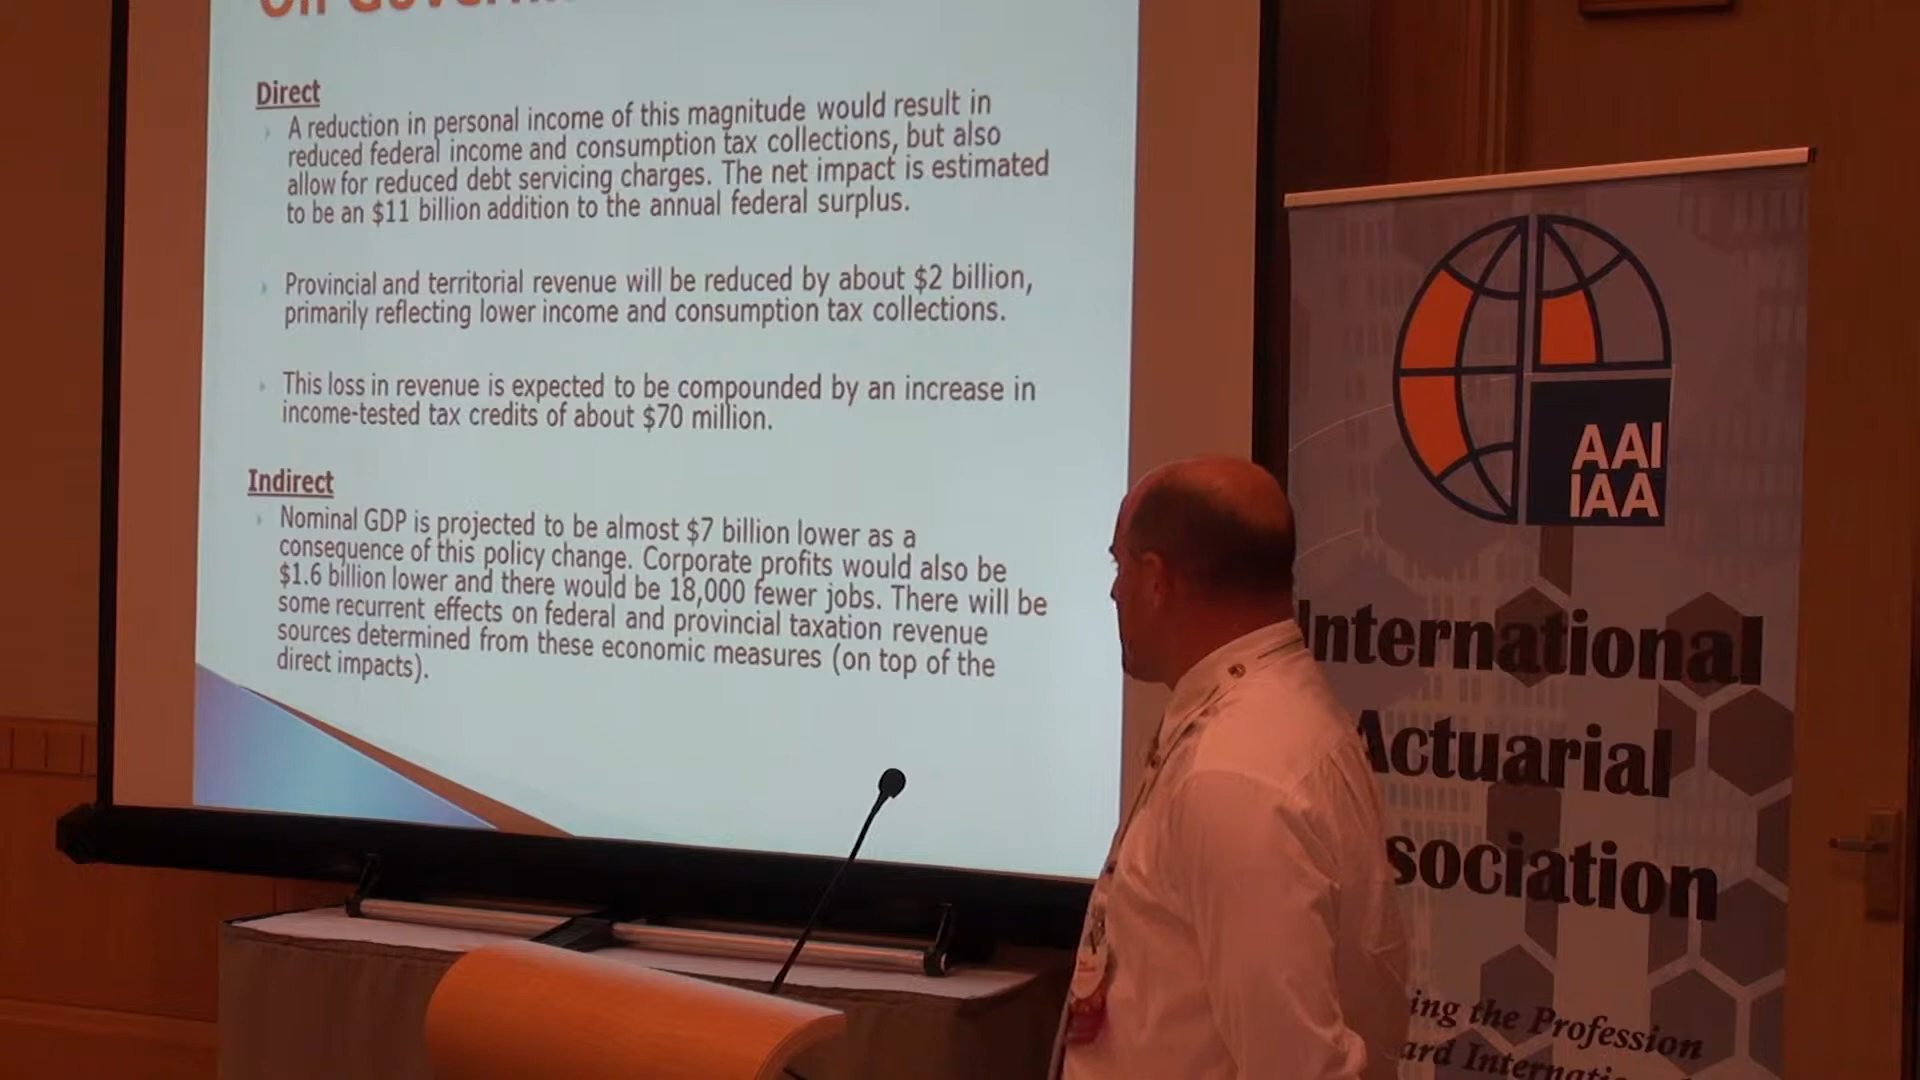 On
Direct
A reduction in personal income of this magnitude would result in
reduced federal income and consumption tax collections, but also
allow for reduced debt servicing charges. The net impact is estimated
to be an $11 billion addition to the annual federal surplus.
Provincial and territorial revenue will be reduced by about $2 billion,
primarily reflecting lower income and consumption tax collections.
This loss in revenue is expected to be compounded by an increase in
income-tested tax credits of about $70 million.
Indirect
Nominal GDP is projected to be almost $7 billion lower as a
consequence of this policy change. Corporate profits would also be
$1.6 billion lower and there would be 18,000 fewer jobs. There will be
some recurrent effects on federal and provincial taxation revenue
sources determined from these economic measures (on top of the
direct impacts).
AAI
IAA
International
Actuarial
sociation
ing the Profession
ard Internati